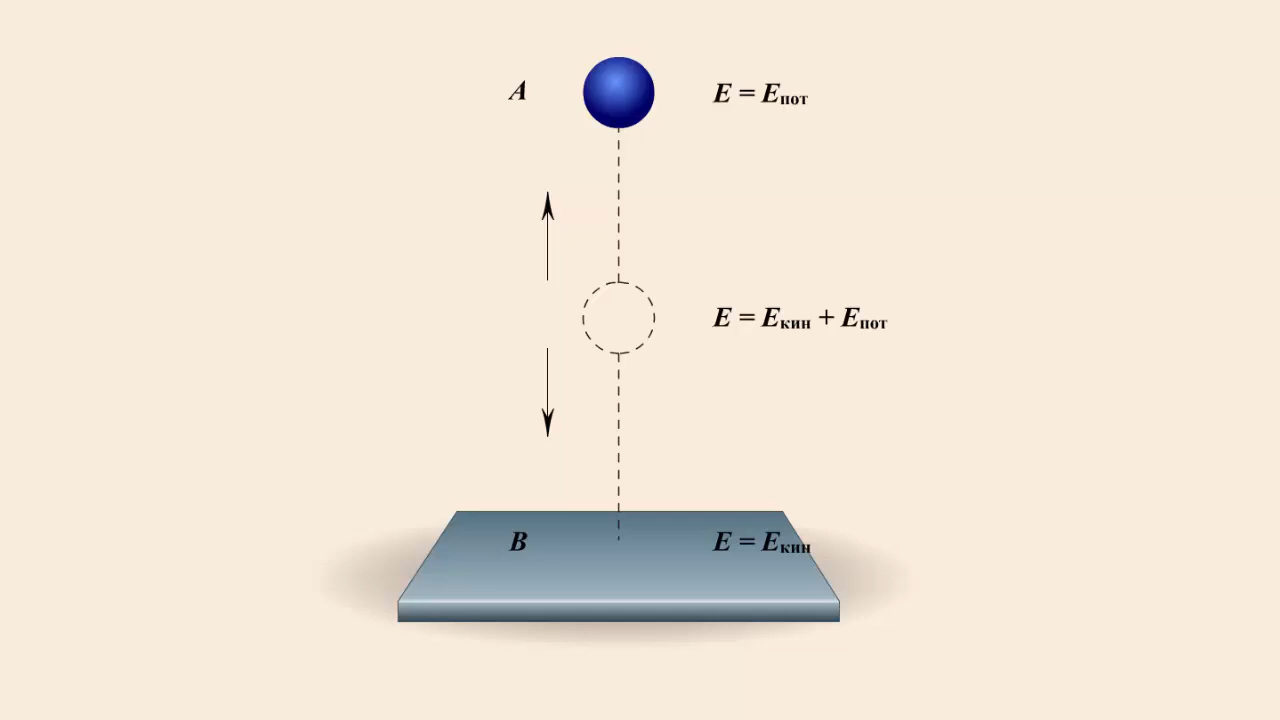 A E = Eпот
E = Eкин + Eпот
B E = Eкин